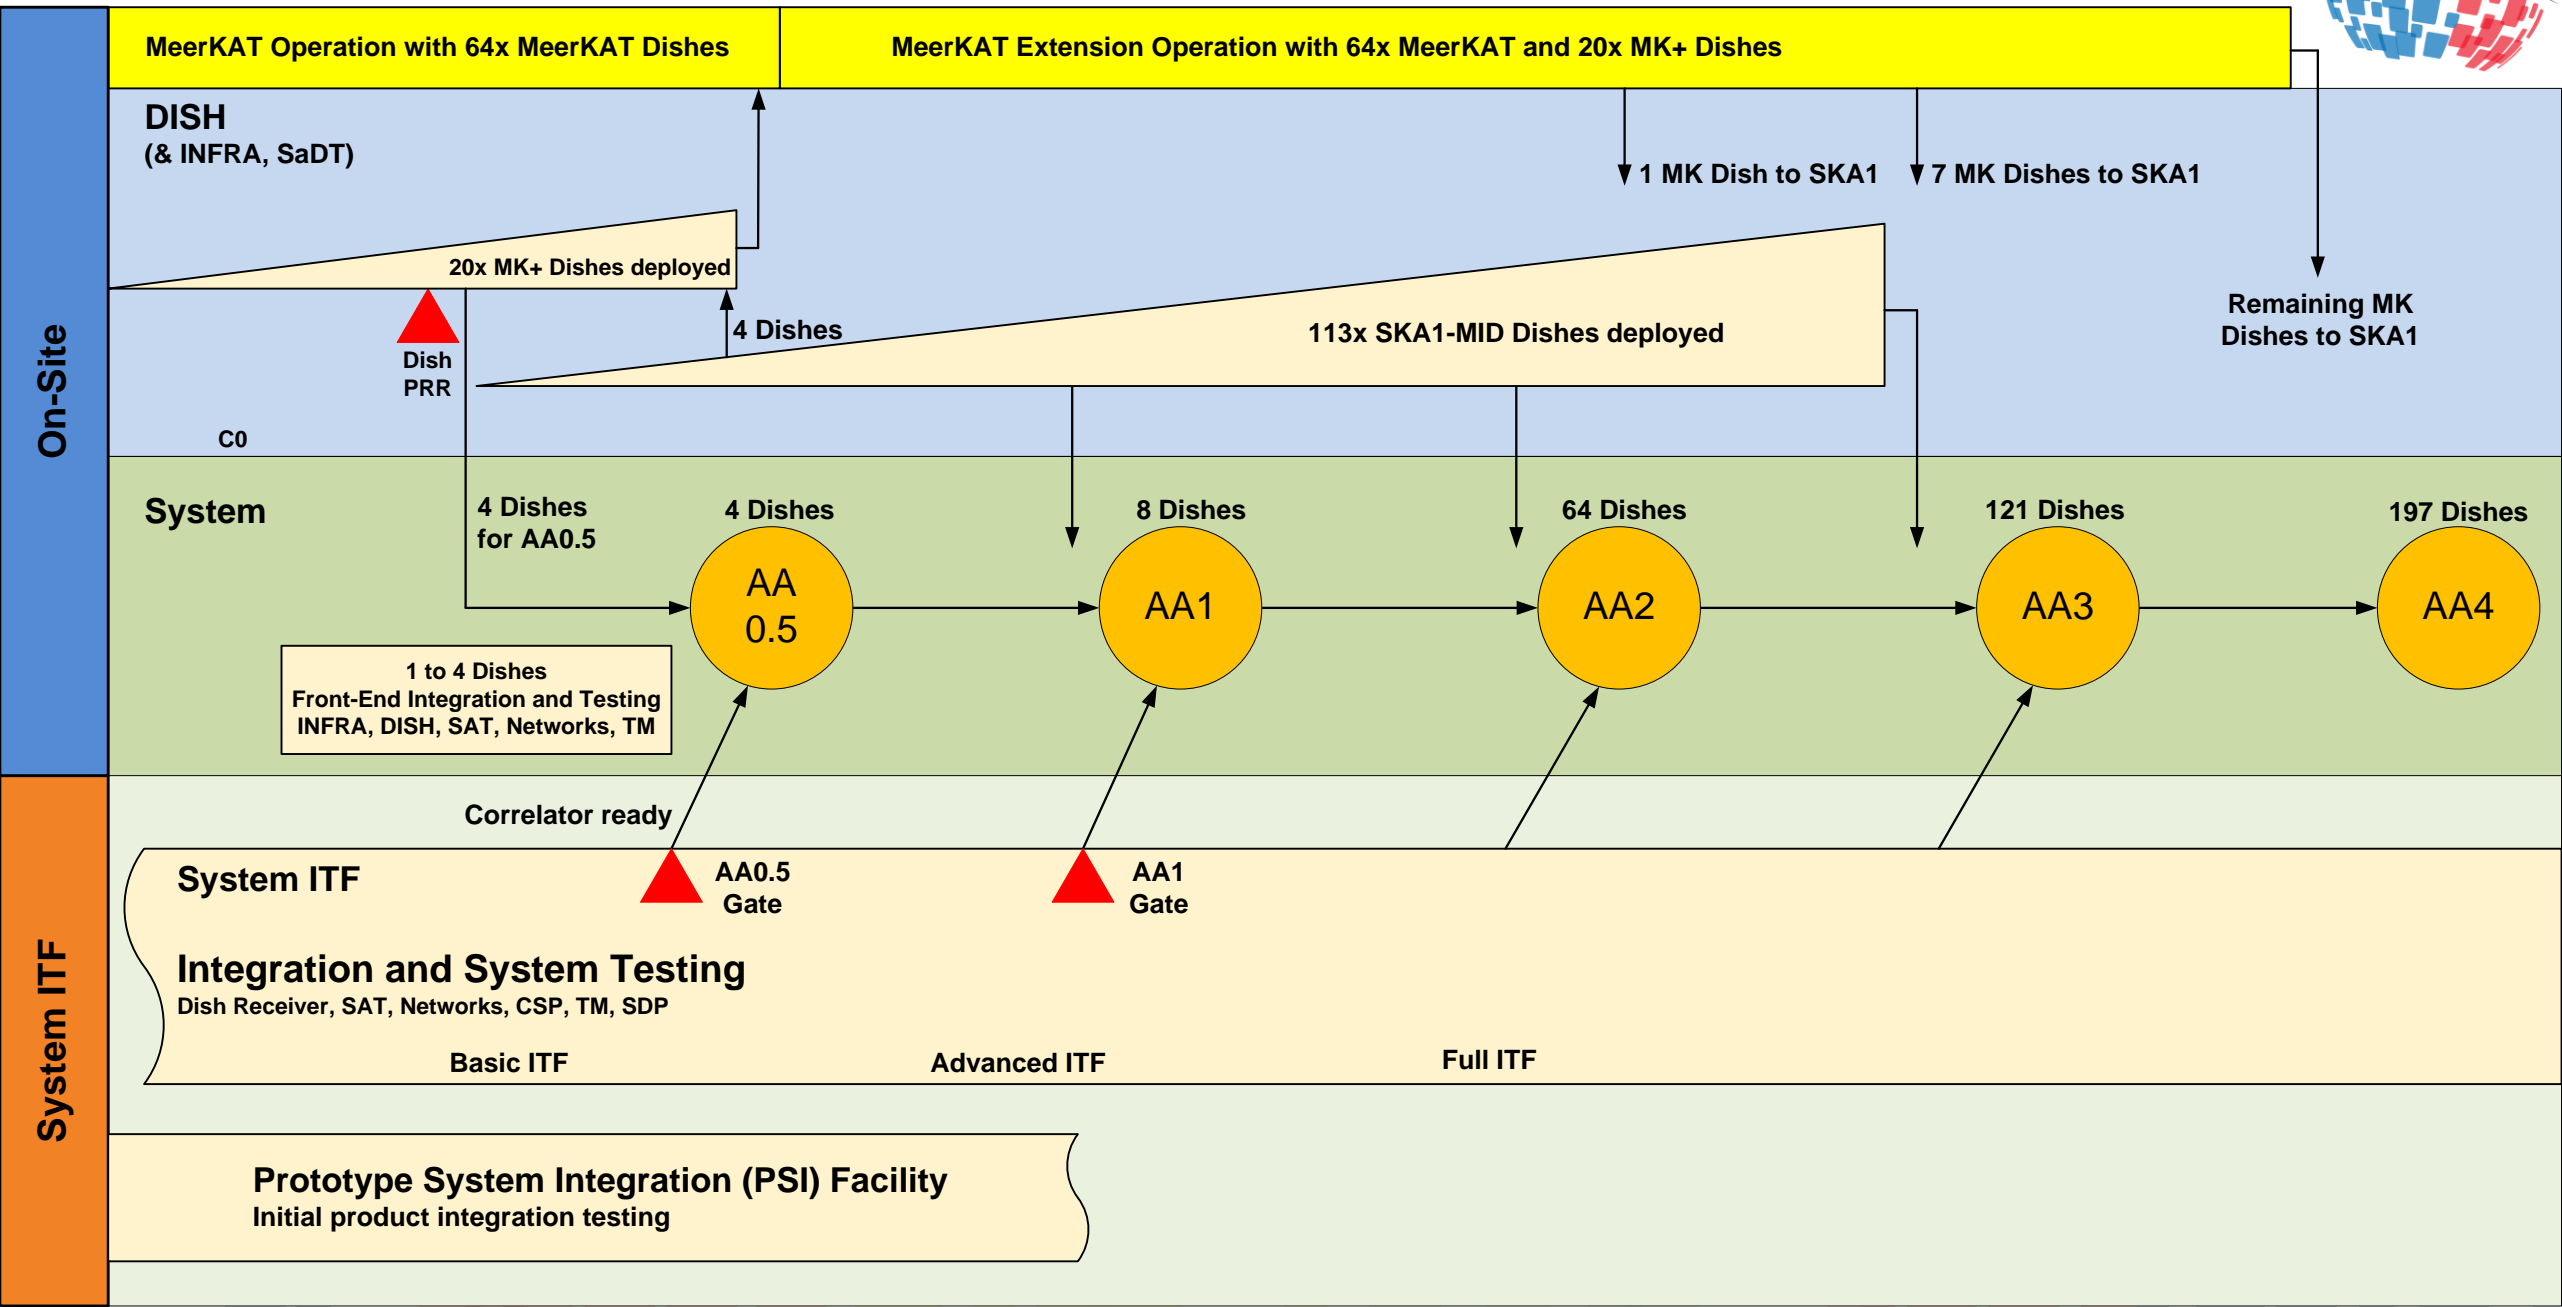 MeerKAT Operation with 64x MeerKAT Dishes
MeerKAT Extension Operation with 64x MeerKAT and 20x MK+ Dishes
On-Site
DISH
(& INFRA, SaDT)
1 MK Dish to SKA1
7 MK Dishes to SKA1
20x MK+ Dishes deployed
Remaining MK
Dishes to SKA1
4 Dishes
113x SKA1-MID Dishes deployed
Dish
PRR
C0
System
4 Dishes
for AA0.5
4 Dishes
8 Dishes
64 Dishes
121 Dishes
197 Dishes
AA
0.5
AA1
AA2
AA3
AA4
1 to 4 Dishes
Front-End Integration and Testing
INFRA, DISH, SAT, Networks, TM
System ITF
Correlator ready
System ITF
AA0.5
Gate
AA1
Gate
Integration and System Testing
Dish Receiver, SAT, Networks, CSP, TM, SDP
Basic ITF
Advanced ITF
Full ITF
Prototype System Integration (PSI) Facility
Initial product integration testing